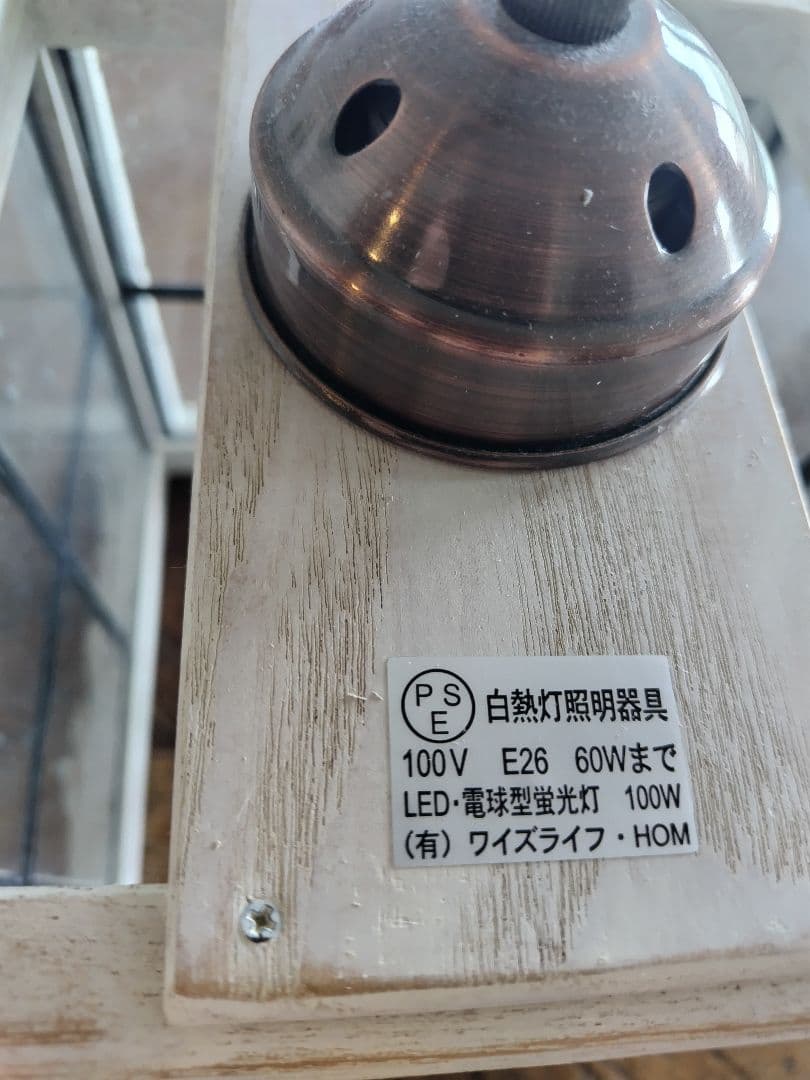 PSE 白熱灯照明器具
100V E26 60Wまで
LED・電球型蛍光灯 100W
(有) ワイズライフ・HOM